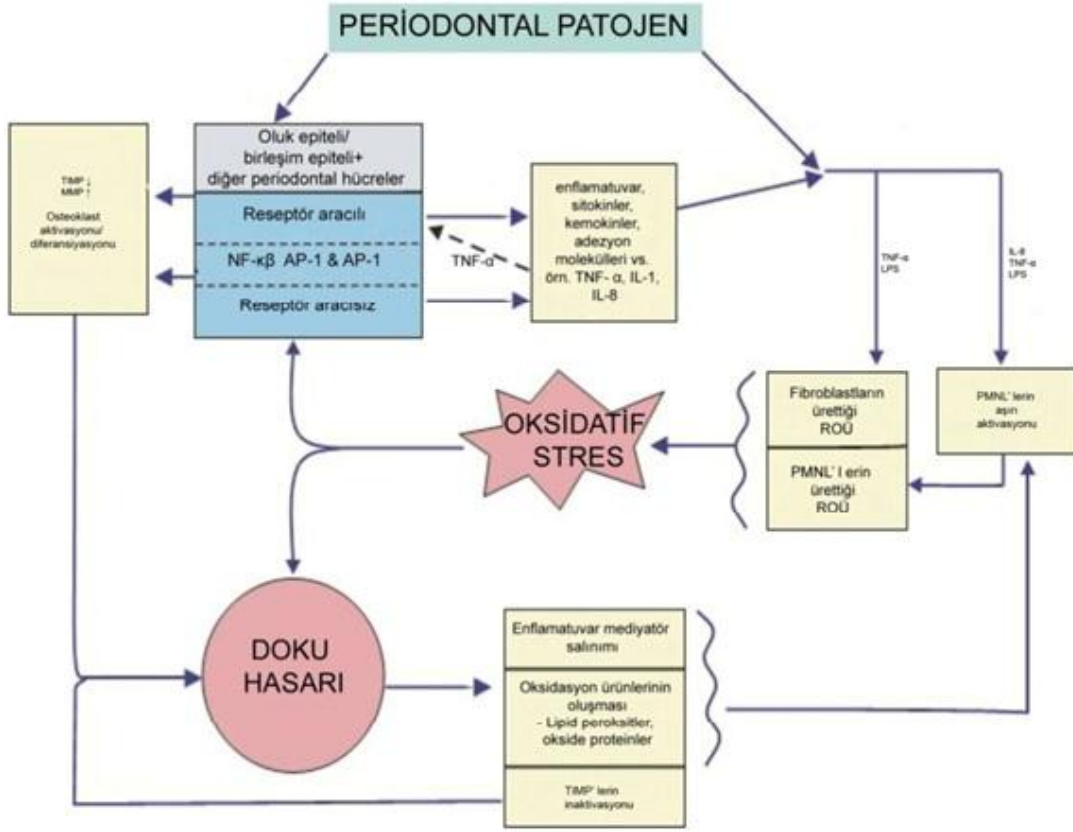 PERİODONTAL PATOJEN
Oluk epiteli/
birleşim epiteli+
diğer periodontal hücreler
Reseptör aracılı
NF-κβ AP-1 & AP-1
Reseptör aracısız
TIMP ↓
MMP ↑
Osteoklast
aktivasyonu/
diferansiyasyonu
TNF-α
enflamatuvar,
sitokinler,
kemokinler,
adezyon
molekülleri vs.
örn. TNF- α, IL-1,
IL-8
TNF-α
LPS
IL-8
TNF-α
LPS
Fibroblastların
ürettiği
ROÜ
PMNL' l erin
ürettiği
ROÜ
PMNL' lerin
aşırı
aktivasyonu
OKSİDATİF
STRES
DOKU
HASARI
Enflamatuvar mediyatör
salınımı
Oksidasyon ürünlerinin
oluşması
- Lipid peroksitler,
okside proteinler
TIMP' lerin
inaktivasyonu